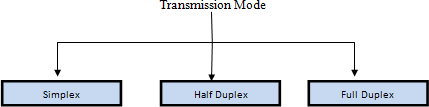 Transmission Mode
Simplex
Half Duplex
Full Duplex